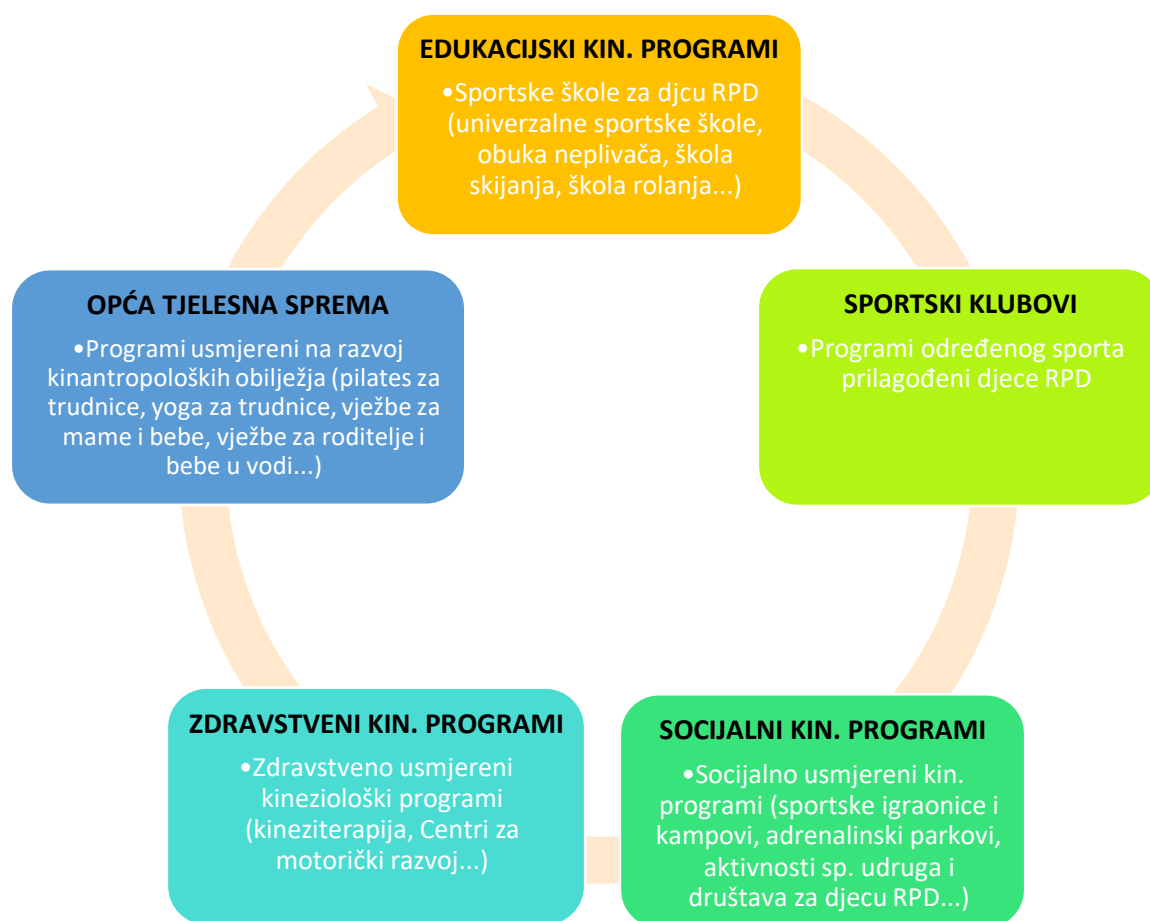 EDUKACIJSKI KIN. PROGRAMI
•Sportske škole za djcu RPD
(univerzalne sportske škole,
obuka neplivača, škola
skijanja, škola rolanja...)
SPORTSKI KLUBOVI
•Programi određenog sporta
prilagođeni djece RPD
SOCIJALNI KIN. PROGRAMI
•Socijalno usmjereni kin.
programi (sportske igraonice i
kampovi, adrenalinski parkovi,
aktivnosti sp. udruga i
društava za djecu RPD...)
ZDRAVSTVENI KIN. PROGRAMI
•Zdravstveno usmjereni
kineziološki programi
(kineziterapija, Centri za
motorički razvoj...)
OPĆA TJELESNA SPREMA
•Programi usmjereni na razvoj
kinantropoloških obilježja (pilates za
trudnice, yoga za trudnice, vježbe za
mame i bebe, vježbe za roditelje i
bebe u vodi...)